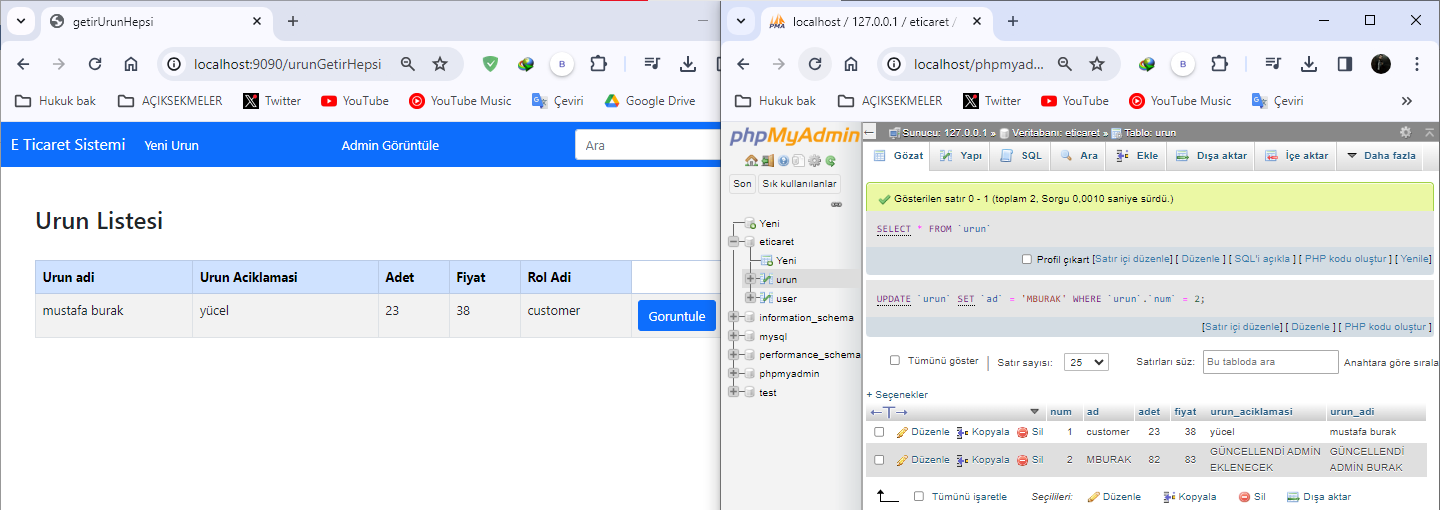 getirUrunHepsi
localhost:9090/urunGetirHepsi
B
Hukuk bak AÇIKSEKMELER Twitter YouTube YouTube Music Çeviri Google Drive
E Ticaret Sistemi Yeni Urun Admin Görüntüle Ara
Urun Listesi
Urun adi Urun Aciklamasi Adet Fiyat Rol Adi
mustafa burak yücel 23 38 customer Goruntule
PMA localhost / 127.0.0.1 / eticaret /
localhost/phpmyad...
B
Hukuk bak AÇIKSEKMELER Twitter YouTube YouTube Music Çeviri
phpMyAdmin
Son Sık kullanılanlar
Yeni
eticaret
Yeni
urun
user
information_schema
mysql
performance_schema
phpmyadmin
test
Sunucu: 127.0.0.1 » Veritabanı: eticaret » Tablo: urun
Gözat Yapı SQL Ara Ekle Dışa aktar İçe aktar Daha fazla
Gösterilen satır 0 - 1 (toplam 2, Sorgu 0,0010 saniye sürdü.)
SELECT * FROM `urun`
Profil çıkart [Satır içi düzenle] [ Düzenle ] [ SQL'i açıkla ] [ PHP kodu oluştur ] [ Yenile]
UPDATE `urun` SET `ad` = 'MBURAK' WHERE `urun`.`num` = 2;
[Satır içi düzenle] [ Düzenle ] [ PHP kodu oluştur ]
Tümünü göster | Satır sayısı: 25 Satırları süz: Bu tabloda ara Anahtara göre sırala
+ Seçenekler
←T→ num ad adet fiyat urun_aciklamasi urun_adi
Düzenle Kopyala Sil 1 customer 23 38 yücel mustafa burak
Düzenle Kopyala Sil 2 MBURAK 82 83 GÜNCELLENDİ ADMİN EKLENECEK GÜNCELLENDİ ADMİN BURAK
Tümünü işaretle Seçilileri: Düzenle Kopyala Sil Dışa aktar